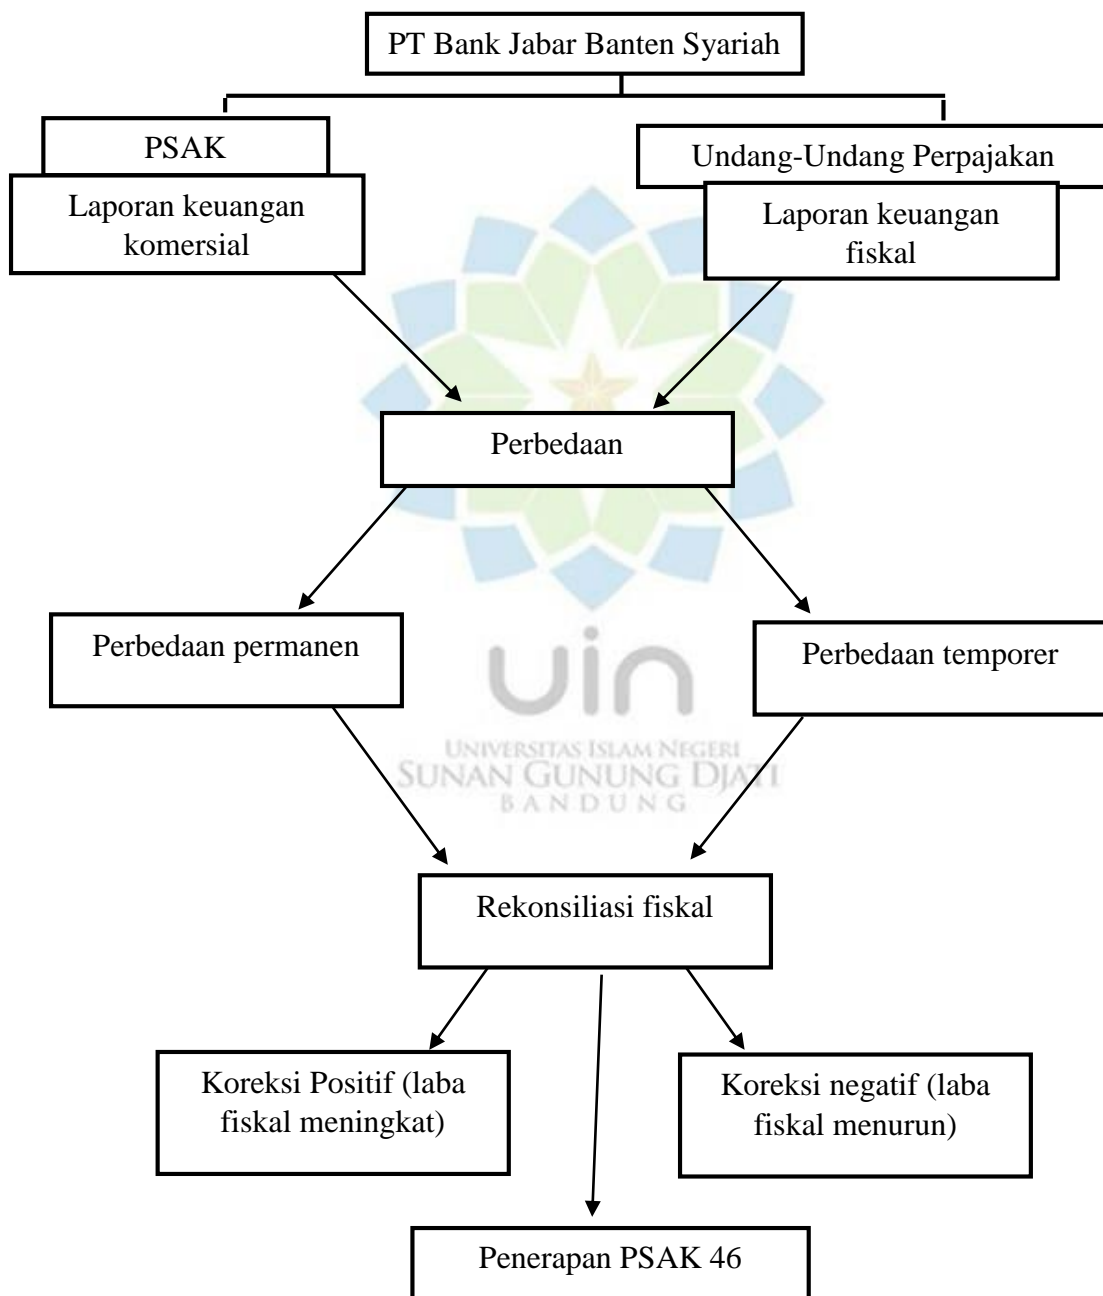 PT Bank Jabar Banten Syariah
PSAK
Undang-Undang Perpajakan
Laporan keuangan
komersial
Laporan keuangan
fiskal
Perbedaan
Perbedaan permanen
Perbedaan temporer
uin
UNIVERSITAS ISLAM NEGERI
SUNAN GUNUNG DJATI
BANDUNG
Rekonsiliasi fiskal
Koreksi Positif (laba
fiskal meningkat)
Koreksi negatif (laba
fiskal menurun)
Penerapan PSAK 46